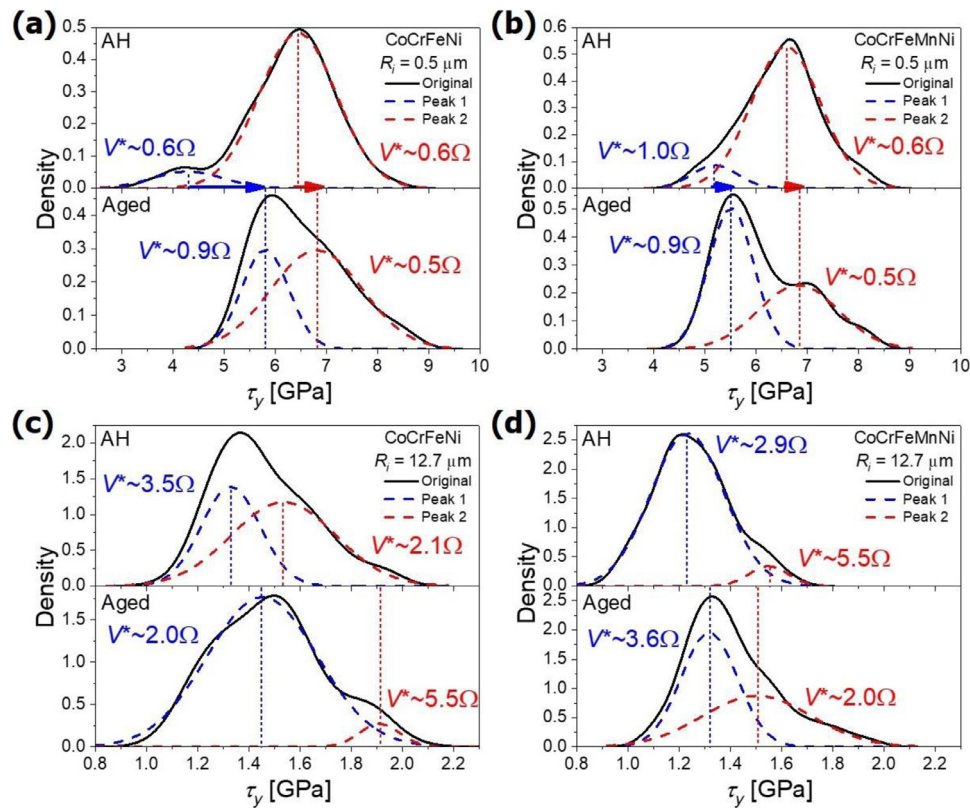 (a)
AH
CoCrFeNi
Rᵢ = 0.5 μm
Original
Peak 1
Peak 2
V*~0.6Ω
V*~0.6Ω
0.5
0.4
0.3
0.2
0.1
0.0
Aged
V*~0.9Ω
V*~0.5Ω
0.4
0.3
0.2
0.1
0.0
Density
3 4 5 6 7 8 9 10
τy [GPa]
(b)
AH
CoCrFeMnNi
Rᵢ = 0.5 μm
Original
Peak 1
Peak 2
V*~1.0Ω
V*~0.6Ω
0.6
0.5
0.4
0.3
0.2
0.1
0.0
Aged
V*~0.9Ω
V*~0.5Ω
0.5
0.4
0.3
0.2
0.1
0.0
Density
3 4 5 6 7 8 9 10
τy [GPa]
(c)
AH
CoCrFeNi
Rᵢ = 12.7 μm
Original
Peak 1
Peak 2
V*~3.5Ω
V*~2.1Ω
2.0
1.5
1.0
0.5
0.0
Aged
V*~2.0Ω
V*~5.5Ω
1.5
1.0
0.5
0.0
Density
0.8 1.0 1.2 1.4 1.6 1.8 2.0 2.2
τy [GPa]
(d)
AH
CoCrFeMnNi
Rᵢ = 12.7 μm
Original
Peak 1
Peak 2
V*~2.9Ω
V*~5.5Ω
2.5
2.0
1.5
1.0
0.5
0.0
Aged
V*~3.6Ω
V*~2.0Ω
2.5
2.0
1.5
1.0
0.5
0.0
Density
0.8 1.0 1.2 1.4 1.6 1.8 2.0 2.2
τy [GPa]